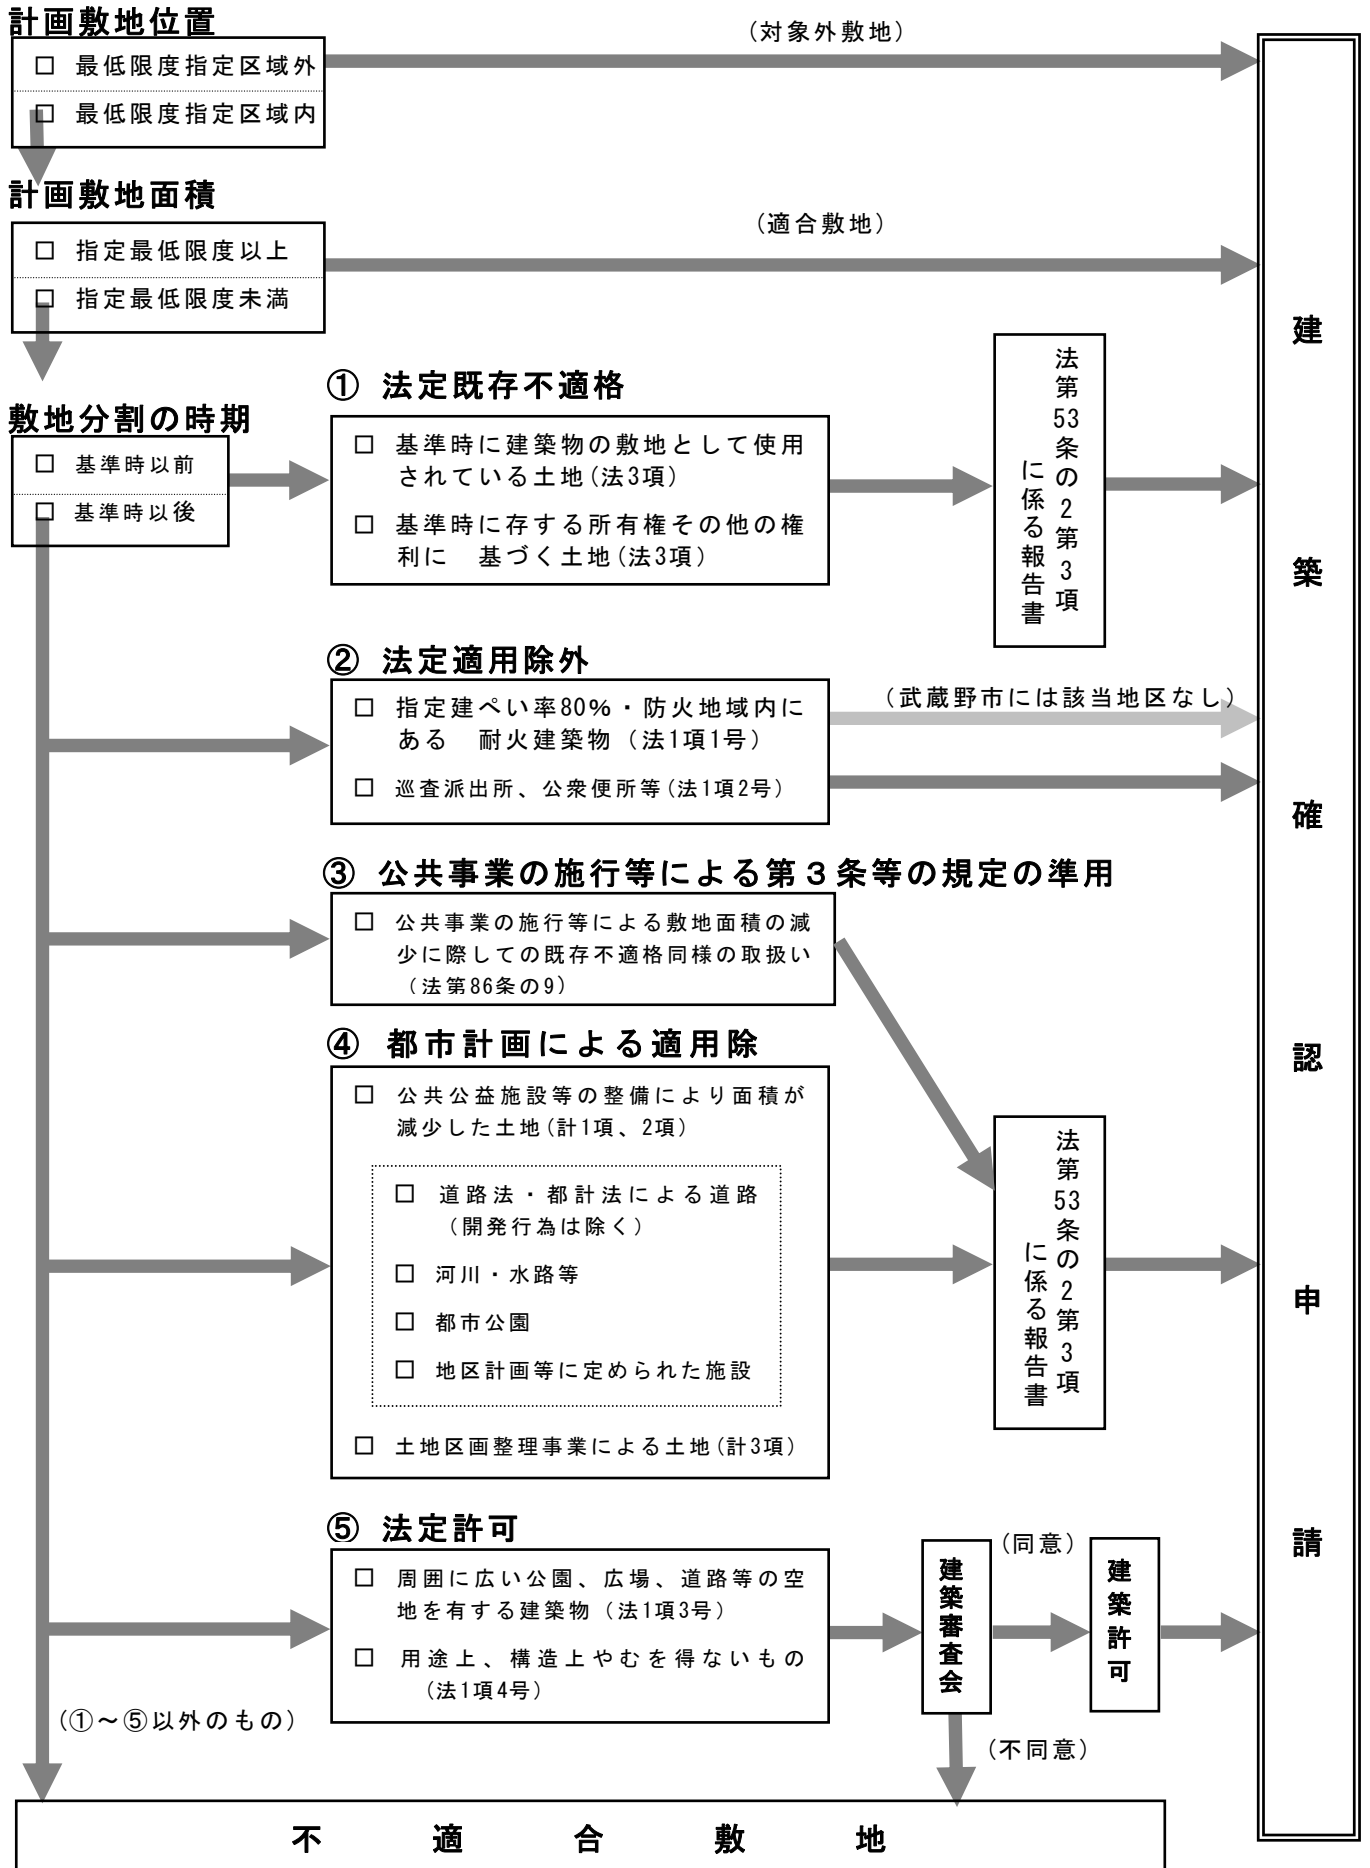 計画敷地位置
(対象外敷地)
□ 最低限度指定区域外
□ 最低限度指定区域内
計画敷地面積
(適合敷地)
□ 指定最低限度以上
□ 指定最低限度未満
敷地分割の時期
□ 基準時以前
□ 基準時以後
① 法定既存不適格
□ 基準時に建築物の敷地として使用
されている土地(法3項)
□ 基準時に存する所有権その他の権
利に 基づく土地(法3項)
法第53条の2第3項
に係る報告書
② 法定適用除外
□ 指定建ぺい率80%・防火地域内に
ある 耐火建築物(法1項1号)
□ 巡査派出所、公衆便所等(法1項2号)
(武蔵野市には該当地区なし)
③ 公共事業の施行等による第3条等の規定の準用
□ 公共事業の施行等による敷地面積の減
少に際しての既存不適格同様の取扱い
(法第86条の9)
④ 都市計画による適用除
□ 公共公益施設等の整備により面積が
減少した土地(計1項、2項)
□ 道路法・都計法による道路
(開発行為は除く)
□ 河川・水路等
□ 都市公園
□ 地区計画等に定められた施設
□ 土地区画整理事業による土地(計3項)
法第53条の2第3項
に係る報告書
⑤ 法定許可
□ 周囲に広い公園、広場、道路等の空
地を有する建築物(法1項3号)
□ 用途上、構造上やむを得ないもの
(法1項4号)
建築審査会
(同意)
建築許可
(不同意)
(①~⑤以外のもの)
不適合敷地
建築確認申請